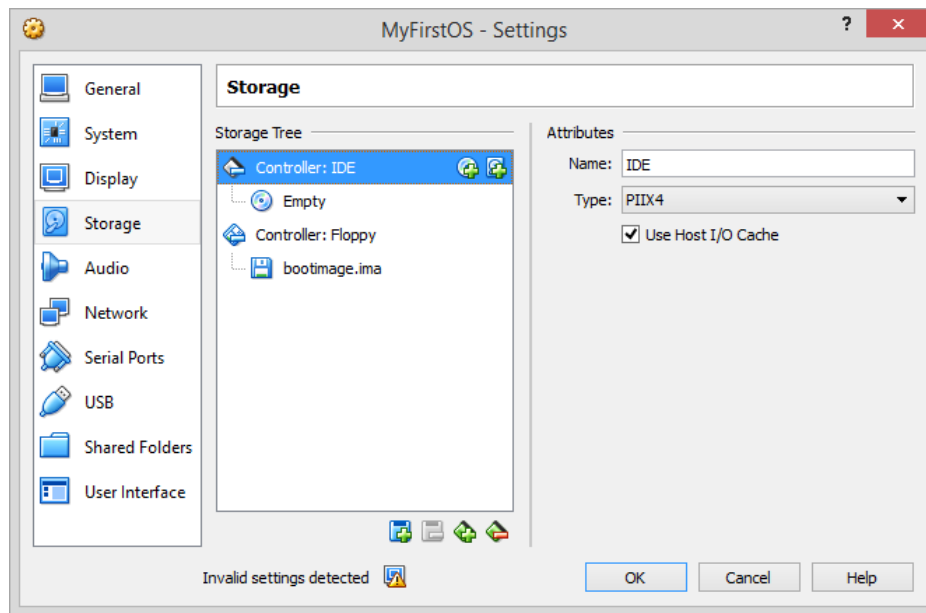 MyFirstOS - Settings
?
General
System
Display
Storage
Audio
Network
Serial Ports
USB
Shared Folders
User Interface
Storage
Storage Tree
Controller: IDE
Empty
Controller: Floppy
bootimage.ima
Attributes
Name: IDE
Type: PIIX4
Use Host I/O Cache
Invalid settings detected
OK Cancel Help